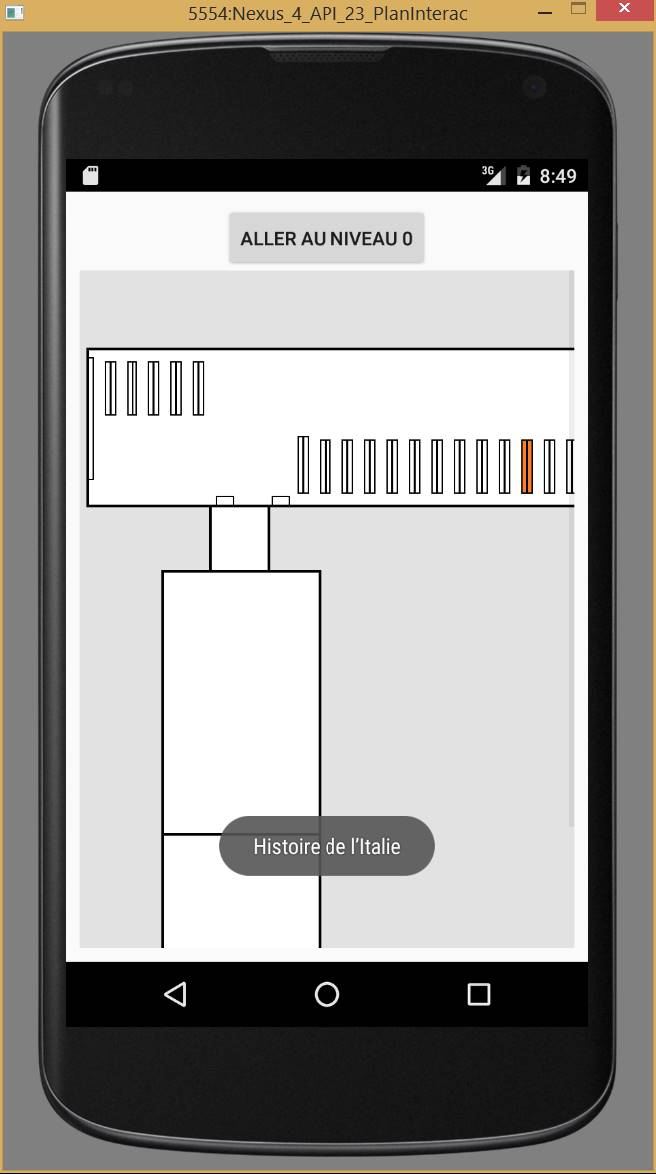 5554:Nexus_4_API_23_PlanInterac
3G 8:49
ALLER AU NIVEAU 0
Histoire de l’Italie